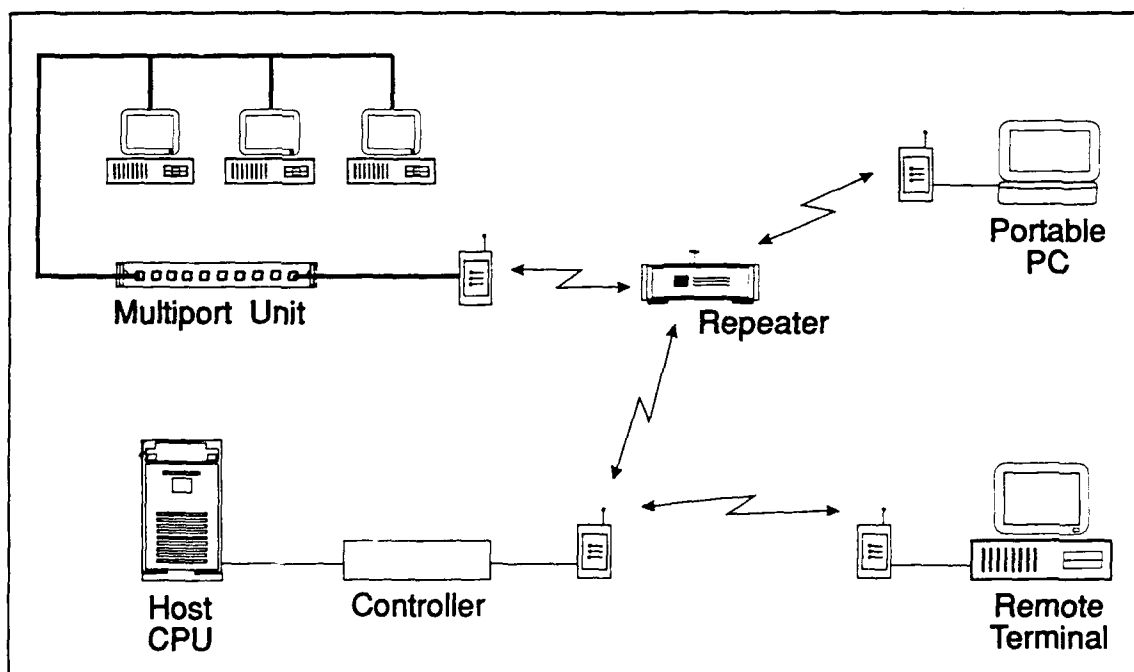 Portable
PC
Multiport Unit
Repeater
Host
CPU
Controller
Remote
Terminal